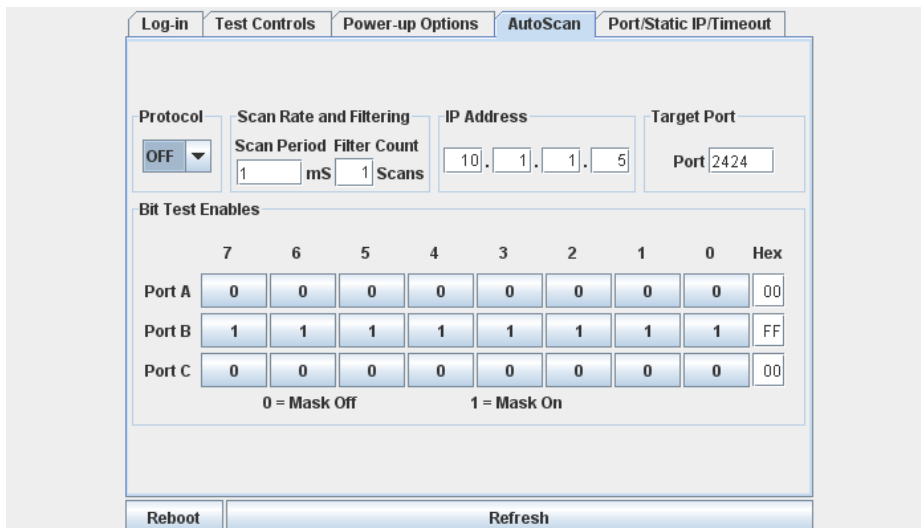 Log-in Test Controls Power-up Options AutoScan Port/Static IP/Timeout
Protocol Scan Rate and Filtering IP Address Target Port
Scan Period Filter Count
OFF 1 mS 1 Scans 10 . 1 . 1 . 5 Port 2424
Bit Test Enables
7 6 5 4 3 2 1 0 Hex
Port A 0 0 0 0 0 0 0 0 00
Port B 1 1 1 1 1 1 1 1 FF
Port C 0 0 0 0 0 0 0 0 00
0 = Mask Off 1 = Mask On
Reboot Refresh